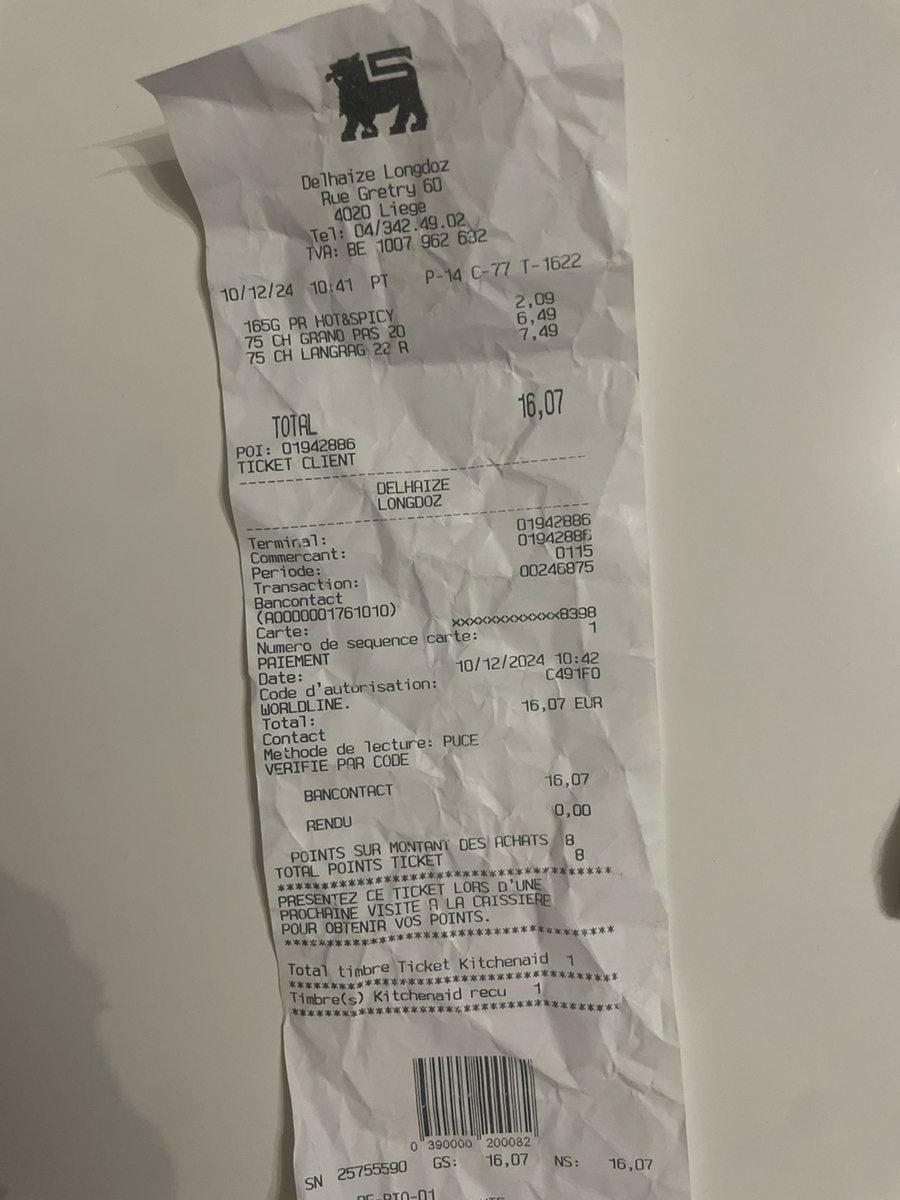 Delhaize Longdoz
Rue Gretry 60
4020 Liege
Tel: 04/342.49.02
TVA: BE 1007 962 632
10/12/24 10:41 PT P-14 C-77 T-1622
165G PR HOT&SPICY 2,09
75 CH GRAND PAS 20 6,49
75 CH LANGRAG 22 R 7,49
TOTAL 16,07
POI: 01942886
TICKET CLIENT
DELHAIZE
LONGDOZ
Terminal: 01942886
Commercant: 01942886
Periode: 0115
Transaction: 00246875
Bancontact
(A0000001761010)
Carte: xxxxxxxxxxxxx8398
Numero de sequence carte: 1
PAIEMENT
Date: 10/12/2024 10:42
Code d'autorisation: C491F0
WORLDLINE.
Total: 16,07 EUR
Contact
Methode de lecture: PUCE
VERIFIE PAR CODE
BANCONTACT 16,07
RENDU 0,00
POINTS SUR MONTANT DES ACHATS 8
TOTAL POINTS TICKET 8
************************************
PRESENTEZ CE TICKET LORS D'UNE
PROCHAINE VISITE A LA CAISSIERE
POUR OBTENIR VOS POINTS.
************************************
Total timbre Ticket Kitchenaid 1
************************************
Timbre(s) Kitchenaid recu 1
************************************
0 390000 200082
SN 25755590 GS: 16,07 NS: 16,07